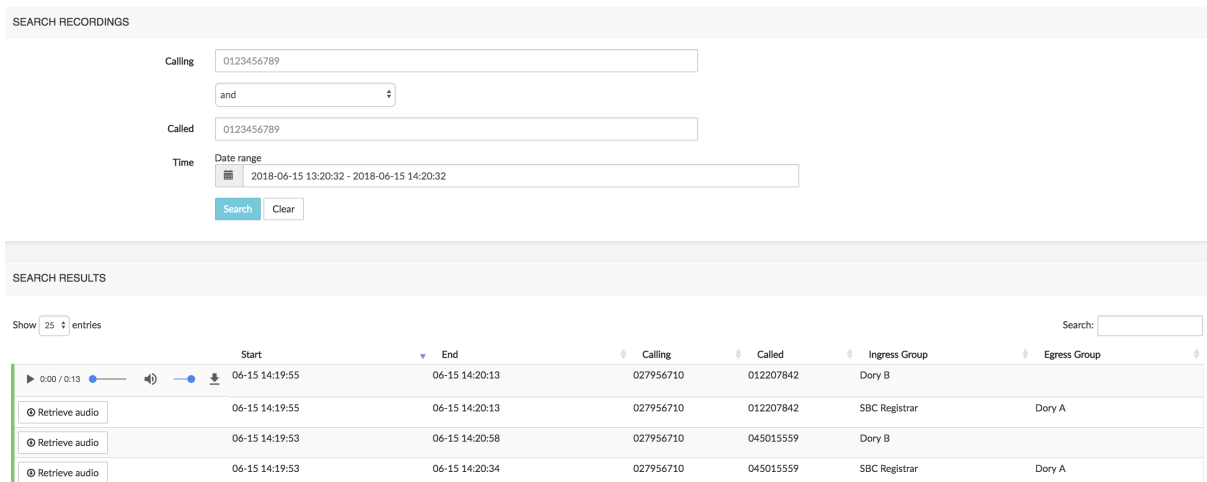 SEARCH RECORDINGS
Calling 0123456789
and
Called 0123456789
Time Date range
2018-06-15 13:20:32 - 2018-06-15 14:20:32
Search Clear
SEARCH RESULTS
Show 25 entries Search:
Start End Calling Called Ingress Group Egress Group
0:00 / 0:13 06-15 14:19:55 06-15 14:20:13 027956710 012207842 Dory B
Retrieve audio 06-15 14:19:55 06-15 14:20:13 027956710 012207842 SBC Registrar Dory A
Retrieve audio 06-15 14:19:53 06-15 14:20:58 027956710 045015559 Dory B
Retrieve audio 06-15 14:19:53 06-15 14:20:34 027956710 045015559 SBC Registrar Dory A